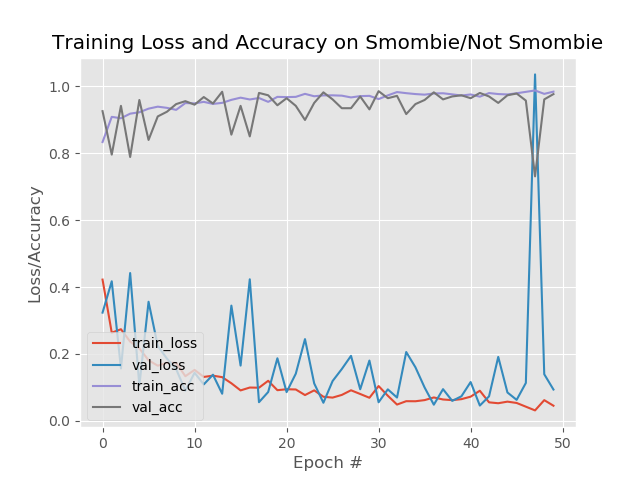 Training Loss and Accuracy on Smombie/Not Smombie
Loss/Accuracy
1.0
0.8
0.6
0.4
0.2
0.0
train_loss
val_loss
train_acc
val_acc
0 10 20 30 40 50
Epoch #